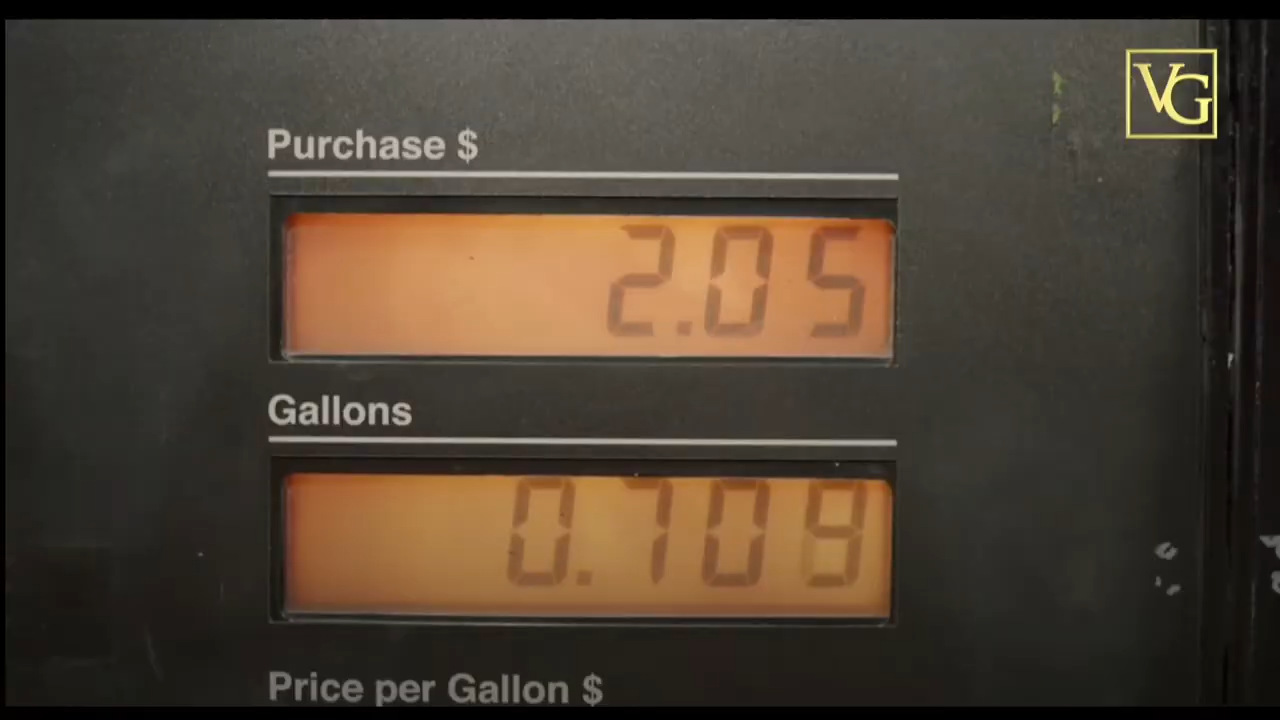 VG
Purchase $
2.05
Gallons
0.709
Price per Gallon $